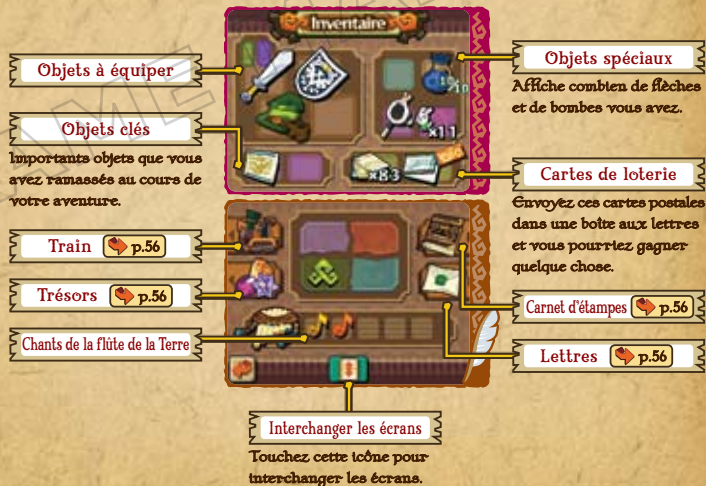 Inventaire
Objets à équiper
Objets clés
Importants objets que vous
avez ramassés au cours de
votre aventure.
Train p.56
Trésors p.56
Chants de la flûte de la Terre
x83
x11
Objets spéciaux
Affiche combien de flèches
et de bombes vous avez.
Cartes de loterie
Envoyez ces cartes postales
dans une boîte aux lettres
et vous pourriez gagner
quelque chose.
Carnet d'étampes p.56
Lettres p.56
Interchanger les écrans
Touchez cette icône pour
interchanger les écrans.